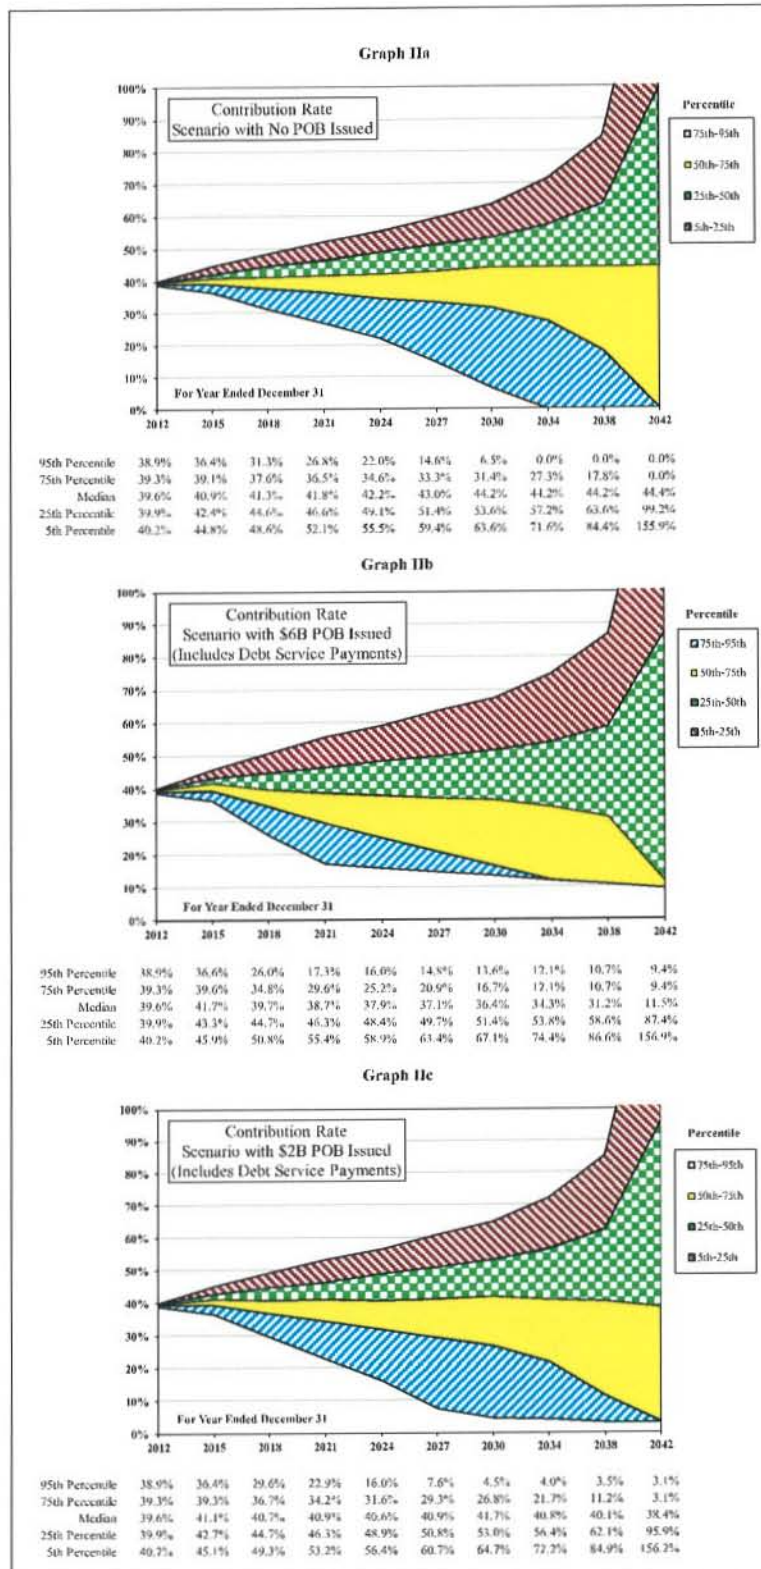 Graph IIa
100%
90%
80%
70%
60%
50%
40%
30%
20%
10%
0%
Contribution Rate
Scenario with No POB Issued
For Year Ended December 31
Percentile
75th-95th
50th-75th
25th-50th
5th-25th
2012 2015 2018 2021 2024 2027 2030 2034 2038 2042
95th Percentile 38.9% 36.4% 31.3% 26.8% 22.0% 14.6% 6.5% 0.0% 0.0% 0.0%
75th Percentile 39.3% 39.1% 37.6% 36.5% 34.6% 33.3% 31.4% 27.3% 17.8% 0.0%
Median 39.6% 40.9% 41.3% 41.8% 42.2% 43.0% 44.2% 44.2% 44.2% 44.4%
25th Percentile 39.9% 42.4% 44.6% 46.6% 49.1% 51.4% 53.6% 57.2% 63.6% 99.2%
5th Percentile 40.2% 44.8% 48.6% 52.1% 55.5% 59.4% 63.6% 71.6% 84.4% 155.9%
Graph IIb
100%
90%
80%
70%
60%
50%
40%
30%
20%
10%
0%
Contribution Rate
Scenario with $6B POB Issued
(Includes Debt Service Payments)
For Year Ended December 31
Percentile
75th-95th
50th-75th
25th-50th
5th-25th
2012 2015 2018 2021 2024 2027 2030 2034 2038 2042
95th Percentile 38.9% 36.6% 26.0% 17.3% 16.0% 14.8% 13.6% 12.1% 10.7% 9.4%
75th Percentile 39.3% 39.6% 34.8% 29.6% 25.2% 20.9% 16.7% 12.1% 10.7% 9.4%
Median 39.6% 41.7% 39.7% 38.7% 37.9% 37.1% 36.4% 34.3% 31.2% 11.5%
25th Percentile 39.9% 43.3% 44.7% 46.3% 48.4% 49.7% 51.4% 53.8% 58.6% 87.4%
5th Percentile 40.2% 45.9% 50.8% 55.4% 58.9% 63.4% 67.1% 74.4% 86.6% 156.9%
Graph IIc
100%
90%
80%
70%
60%
50%
40%
30%
20%
10%
0%
Contribution Rate
Scenario with $2B POB Issued
(Includes Debt Service Payments)
For Year Ended December 31
Percentile
75th-95th
50th-75th
25th-50th
5th-25th
2012 2015 2018 2021 2024 2027 2030 2034 2038 2042
95th Percentile 38.9% 36.4% 29.6% 22.9% 16.0% 7.6% 4.5% 4.0% 3.5% 3.1%
75th Percentile 39.3% 39.3% 36.7% 34.2% 31.6% 29.3% 26.8% 21.7% 11.2% 3.1%
Median 39.6% 41.1% 40.7% 40.9% 40.6% 40.9% 41.7% 40.8% 40.1% 38.4%
25th Percentile 39.9% 42.7% 44.7% 46.3% 48.9% 50.8% 53.0% 56.4% 62.1% 95.9%
5th Percentile 40.2% 45.1% 49.3% 53.2% 56.4% 60.7% 64.7% 72.2% 84.9% 156.2%